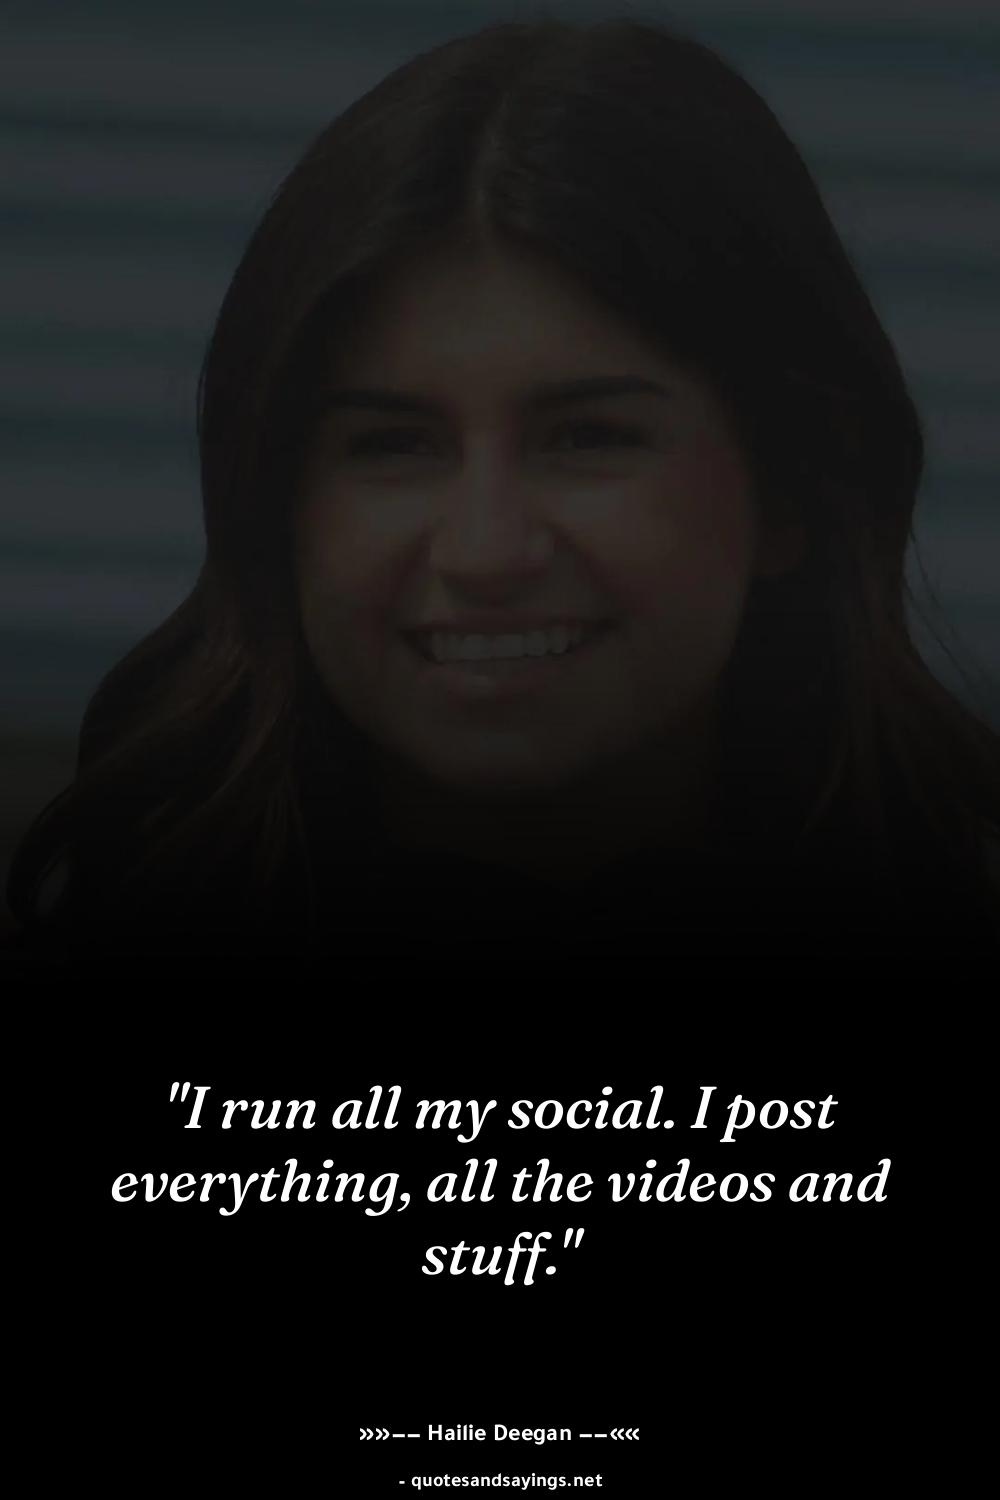 "I run all my social. I post
everything, all the videos and
stuff."
»»−− Hailie Deegan −−««
- quotesandsayings.net